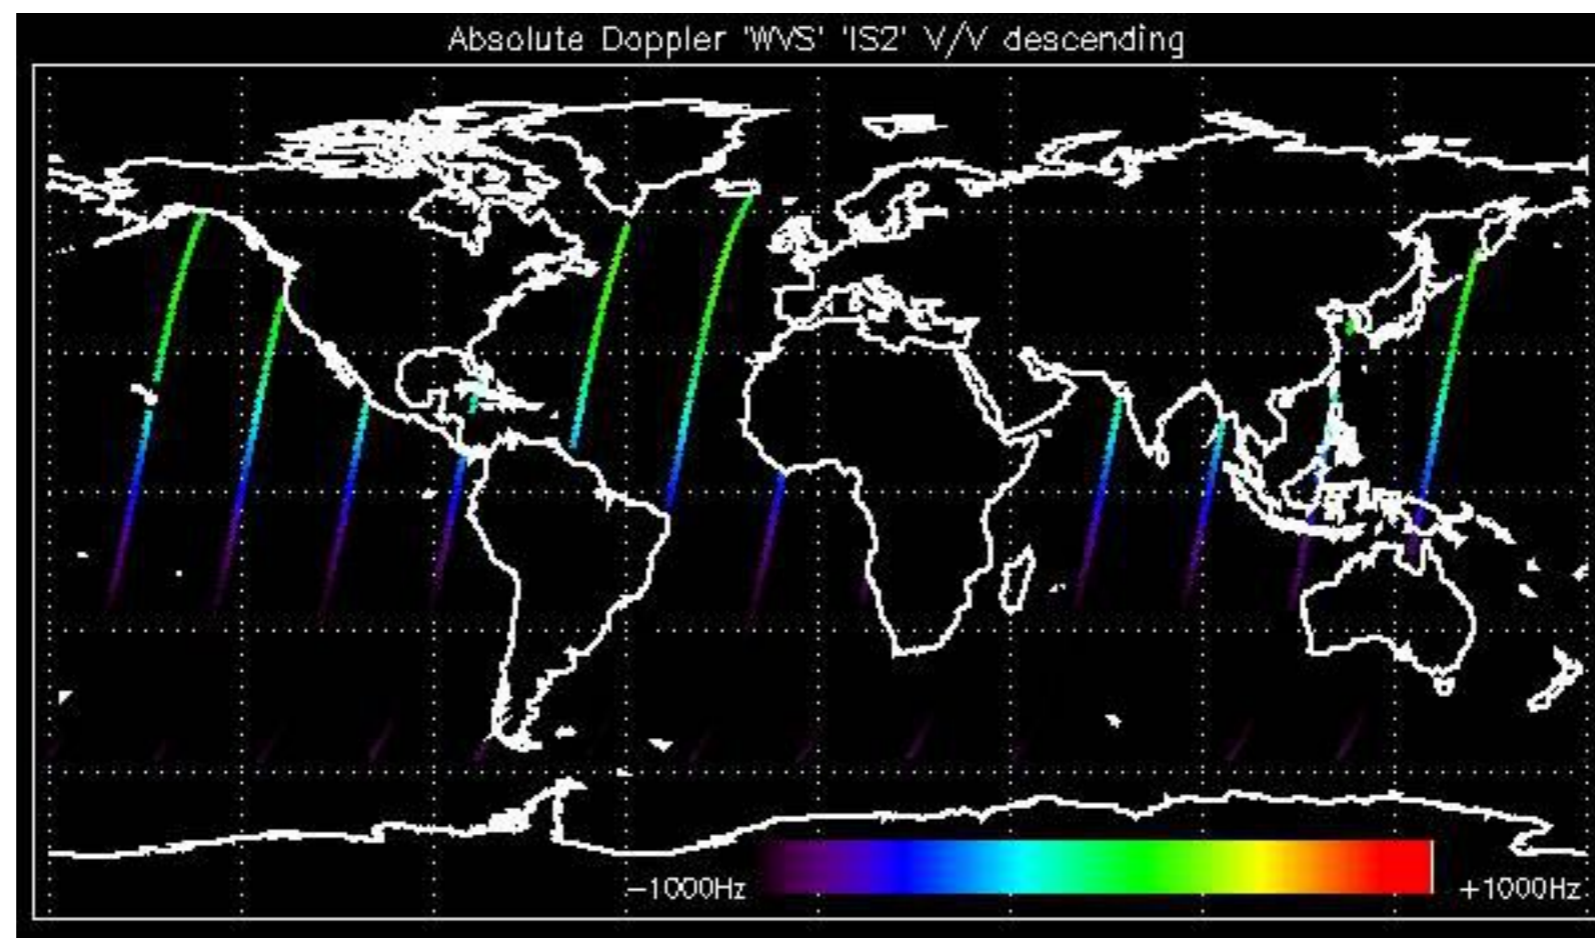 Absolute Doppler 'WVS' 'IS2' V/V descending
−1000Hz
+1000Hz